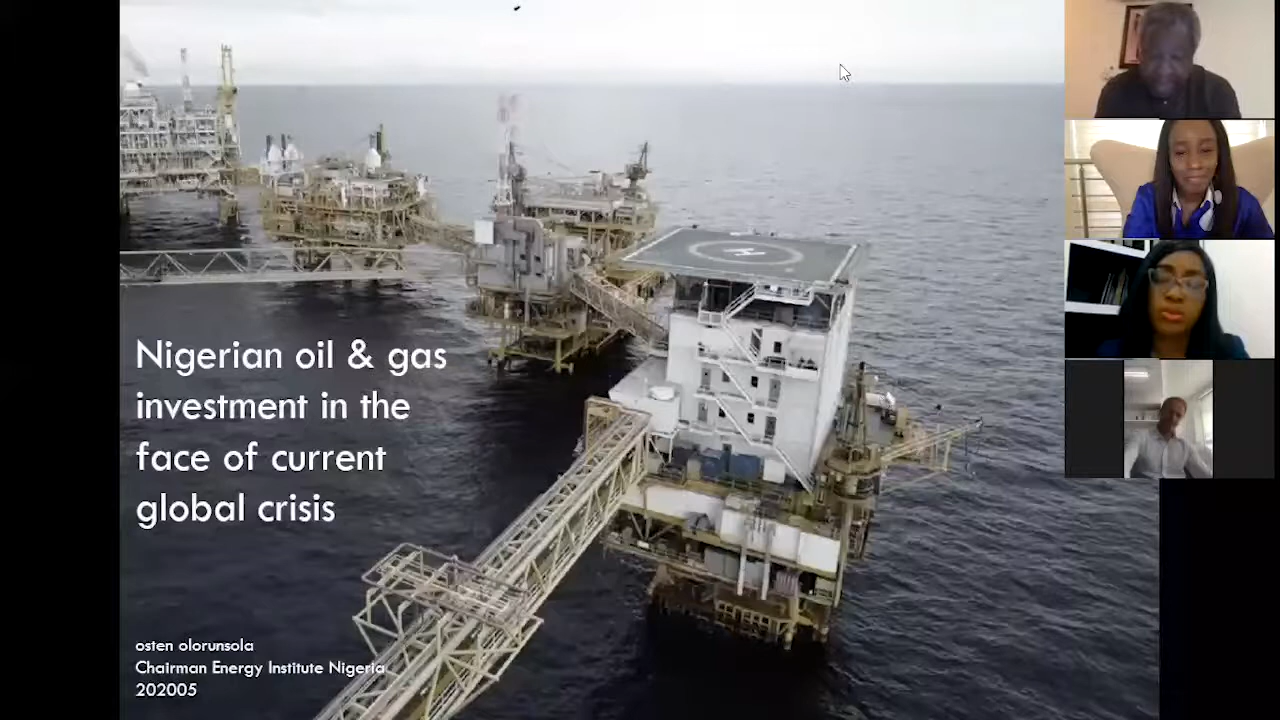 Nigerian oil & gas
investment in the
face of current
global crisis
osten olorunsola
Chairman Energy Institute Nigeria
202005
H